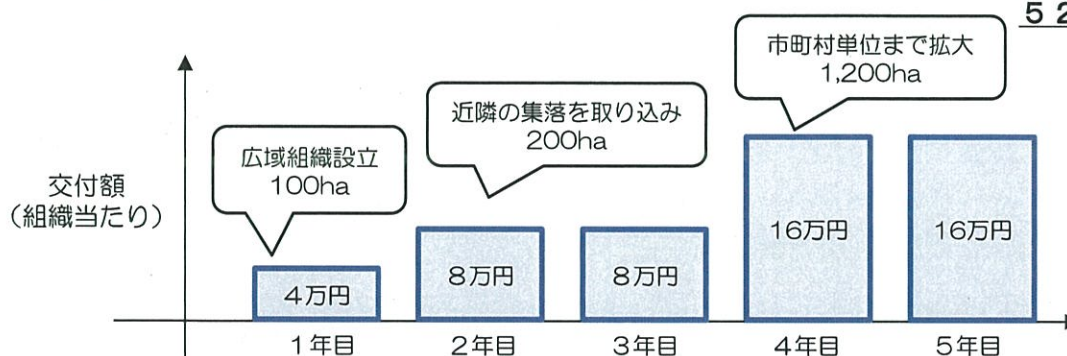 ５２
市町村単位まで拡大
1,200ha
近隣の集落を取り込み
200ha
広域組織設立
100ha
交付額
（組織当たり）
４万円
８万円
８万円
16万円
16万円
１年目
２年目
３年目
４年目
５年目